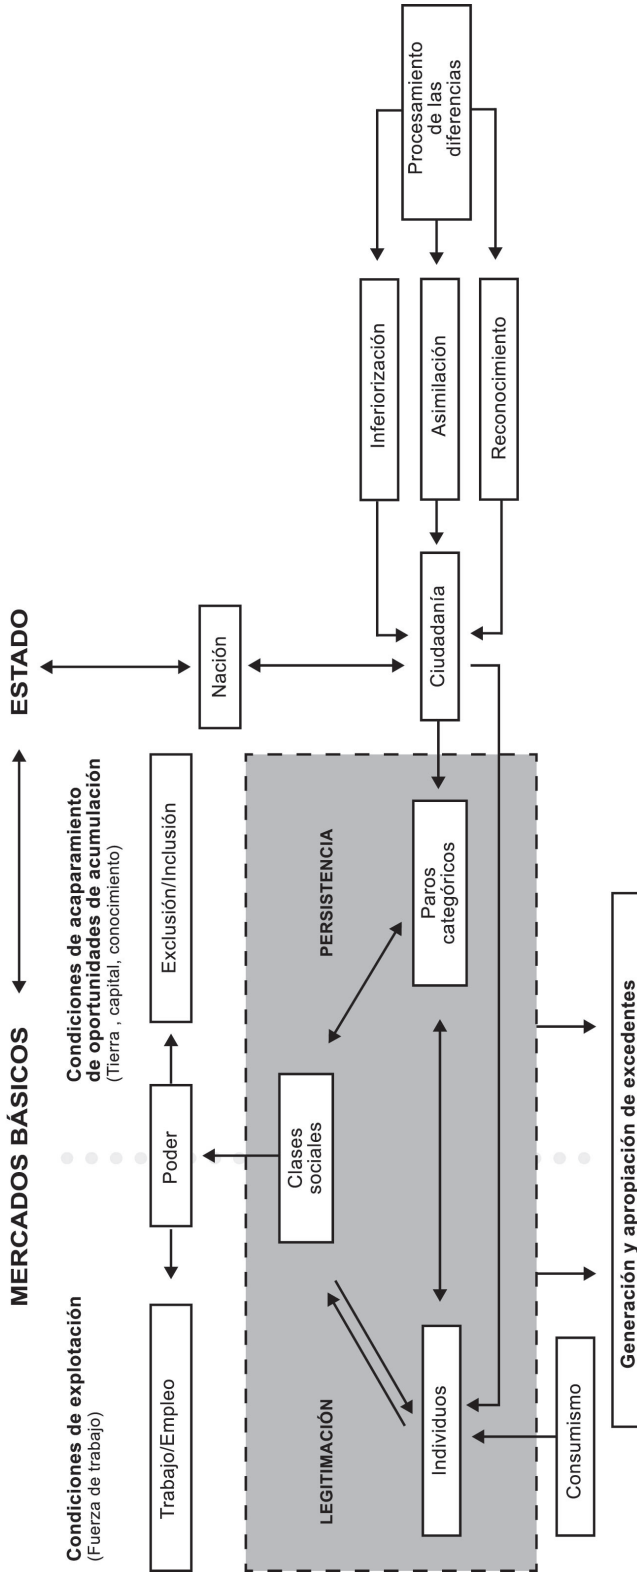 MERCADOS BÁSICOS
ESTADO
Condiciones de explotación
(Fuerza de trabajo)
Condiciones de acaparamiento
de oportunidades de acumulación
(Tierra , capital, conocimiento)
Trabajo/Empleo
Poder
Exclusión/Inclusión
Nación
Clases
sociales
LEGITIMACIÓN
PERSISTENCIA
Individuos
Paros
categóricos
Ciudadanía
Inferiorización
Asimilación
Reconocimiento
Procesamiento
de las
diferencias
Consumismo
Generación y apropiación de excedentes